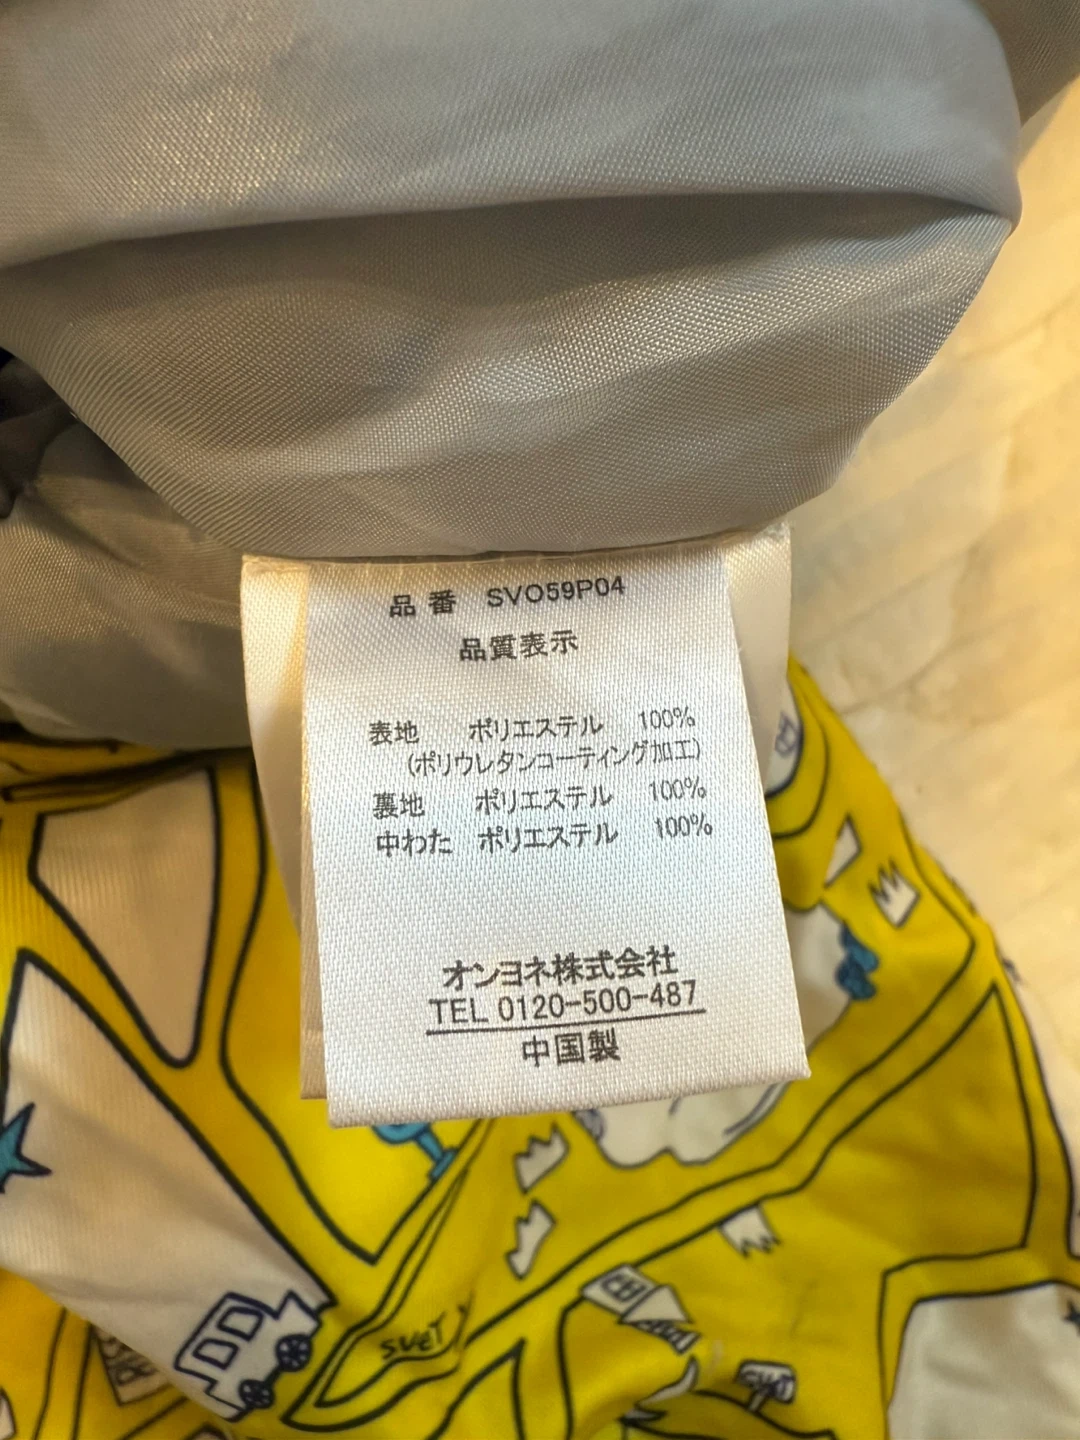 品番 SVO59P04
品質表示
表地 ポリエステル 100%
(ポリウレタンコーティング加工)
裏地 ポリエステル 100%
中わた ポリエステル 100%
オンヨネ株式会社
TEL 0120-500-487
中国製